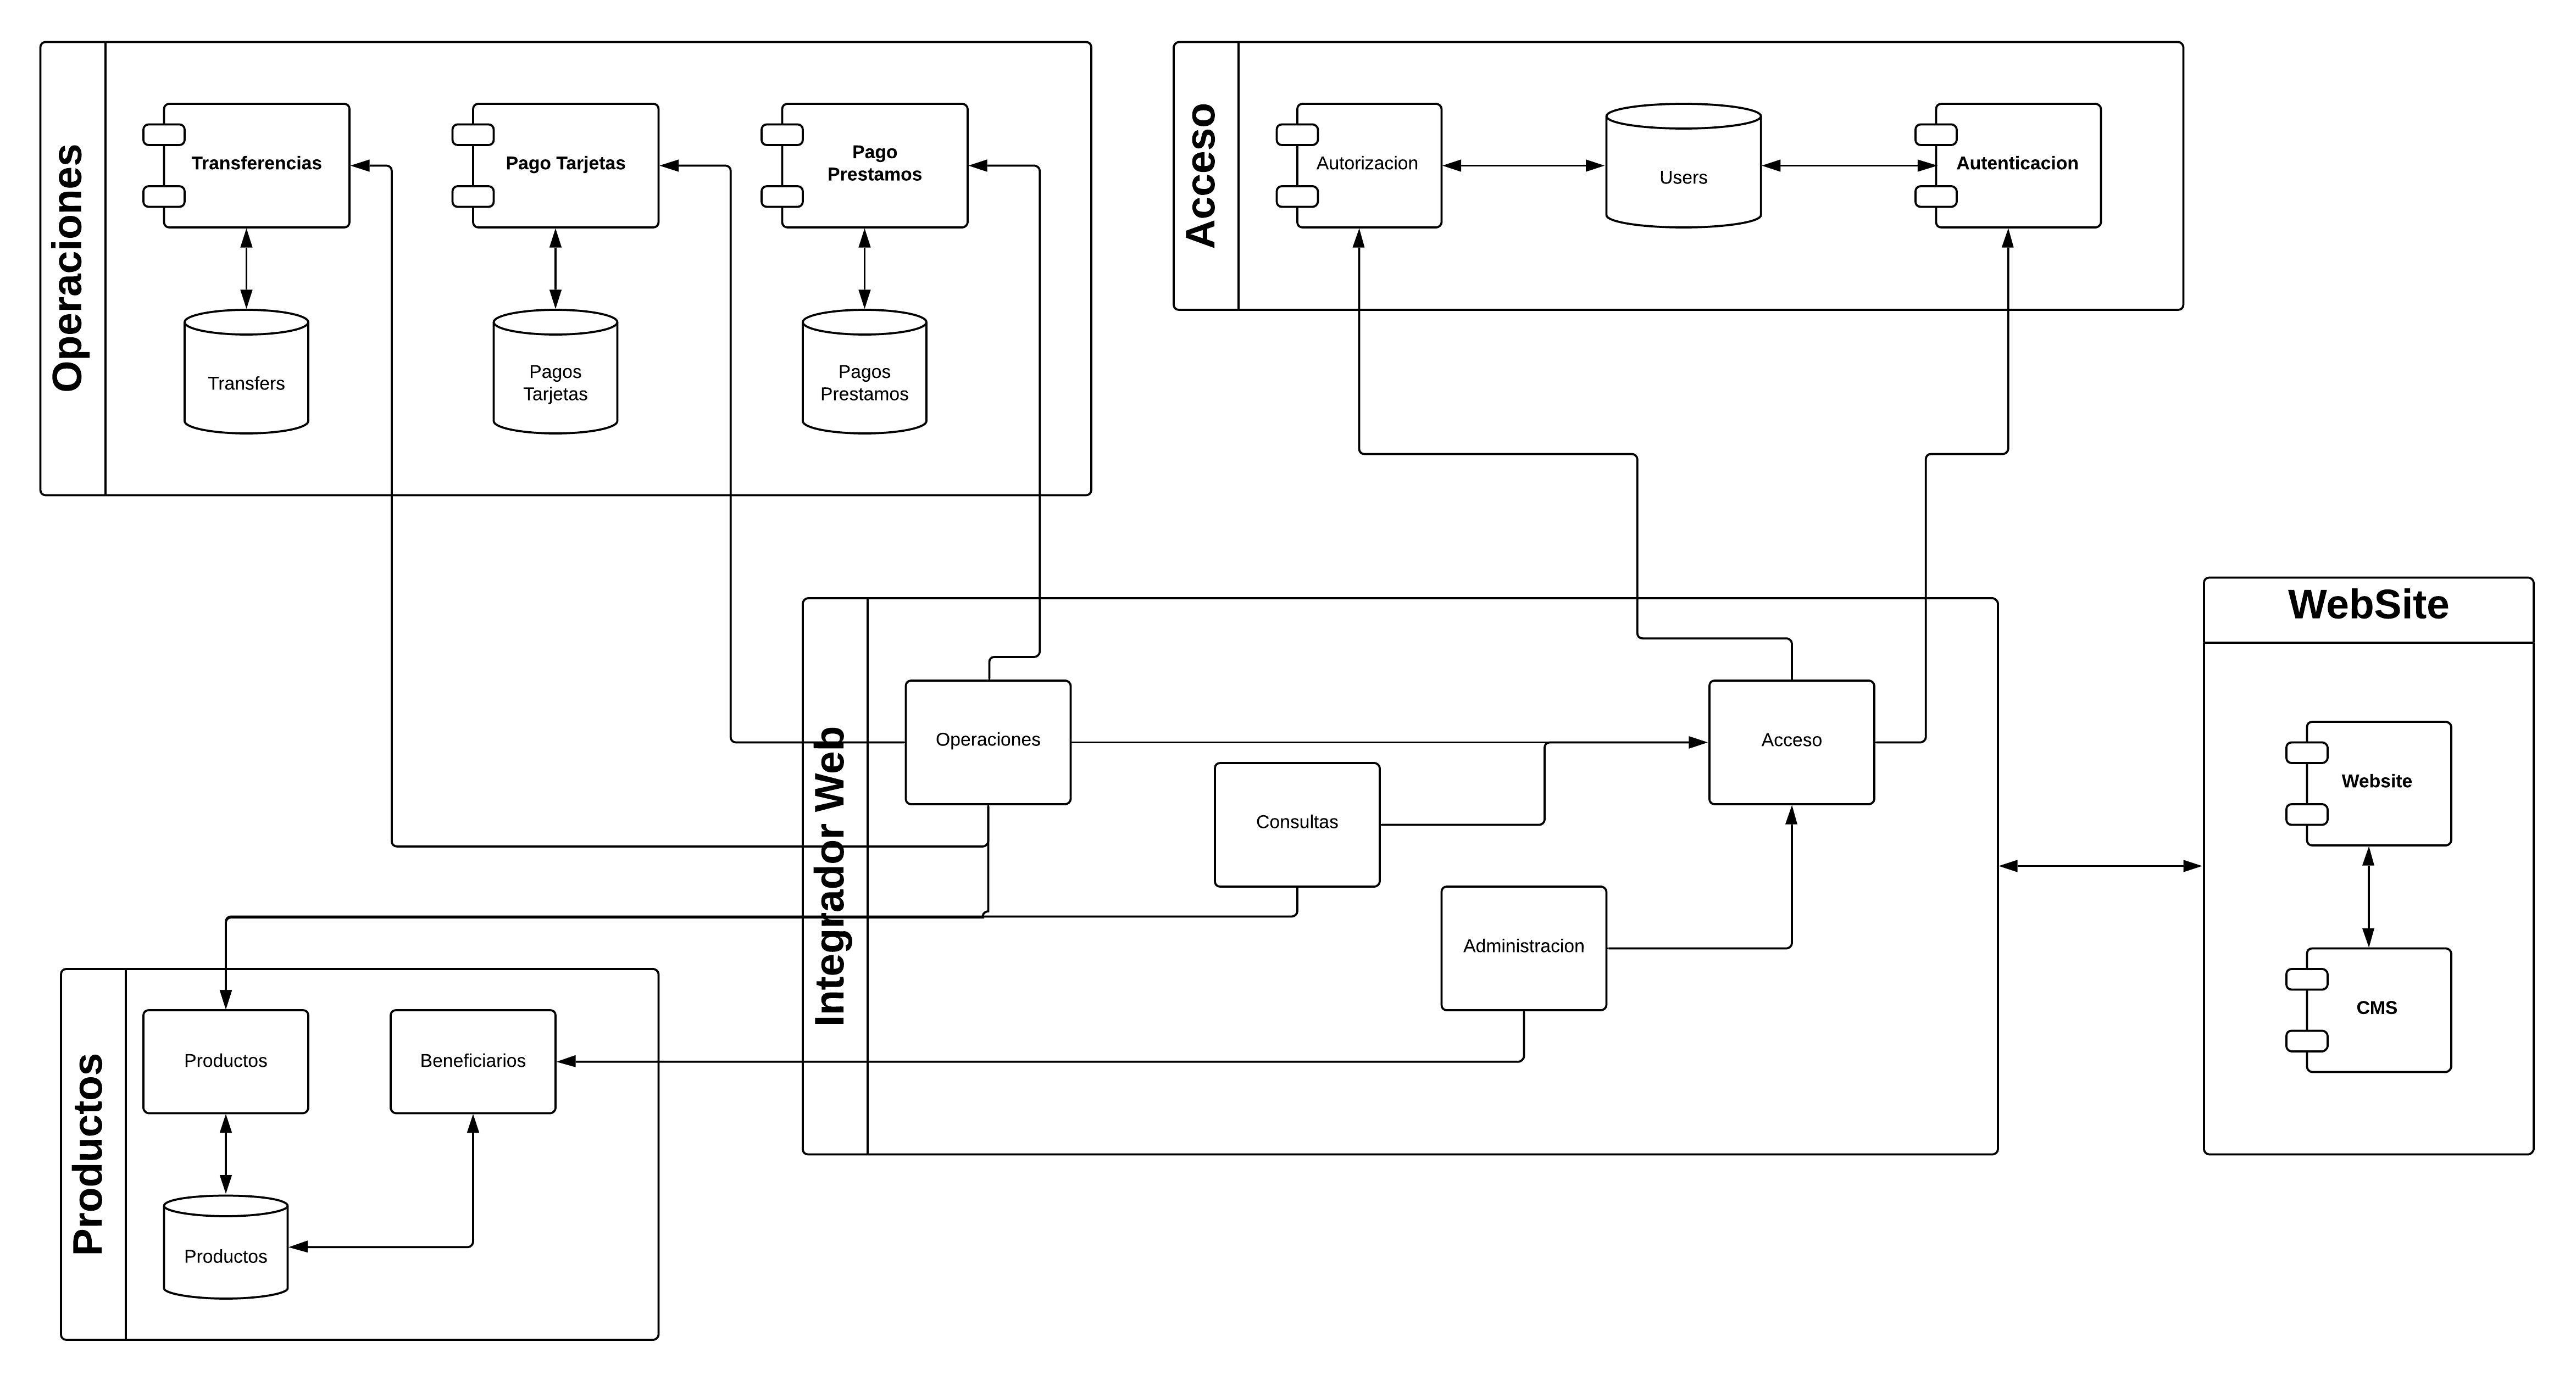 Operaciones
Transferencias
Pago Tarjetas
Pago
Prestamos
Transfers
Pagos
Tarjetas
Pagos
Prestamos
Acceso
Autorizacion
Users
Autenticacion
Integrador Web
Operaciones
Consultas
Administracion
Acceso
WebSite
Website
CMS
Productos
Productos
Beneficiarios
Productos